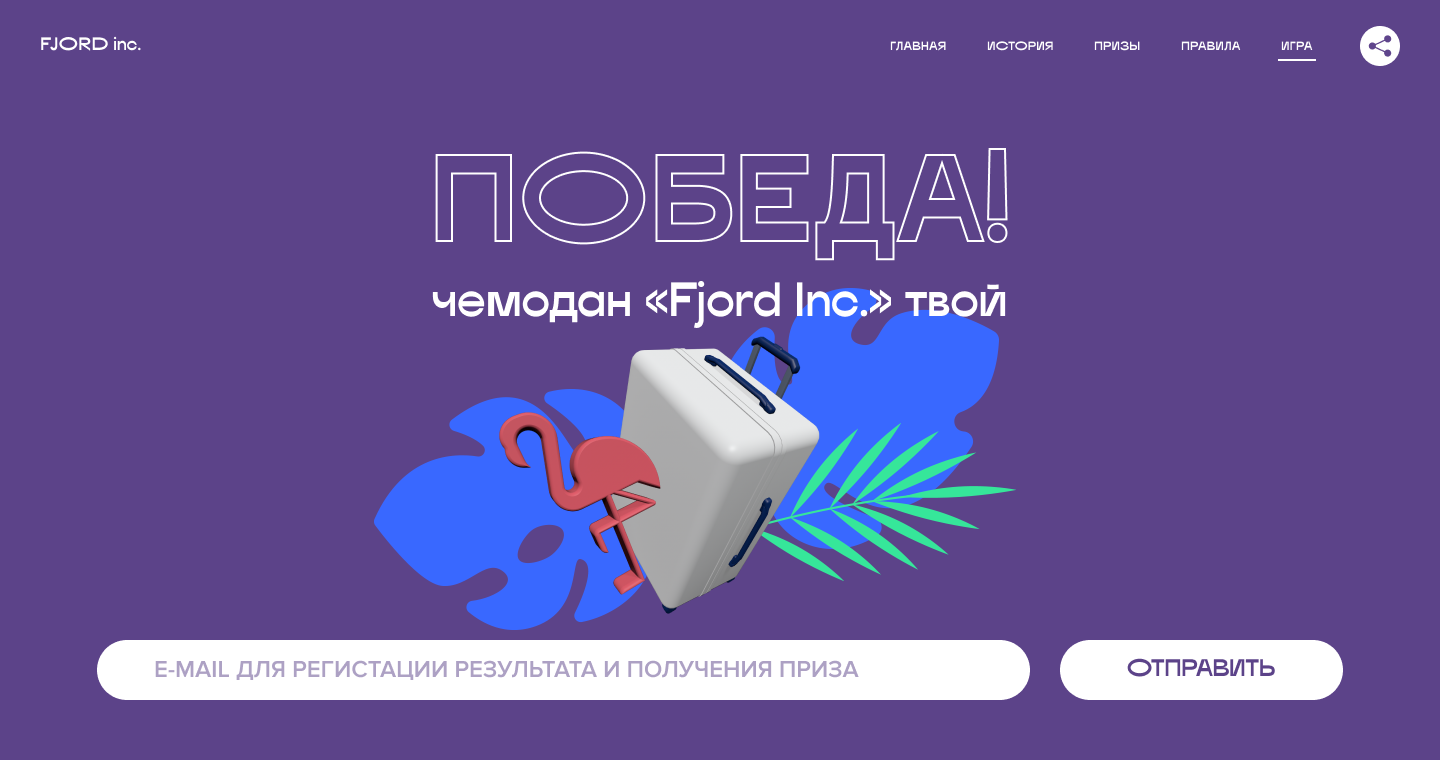 FJORD inc.
ГЛАВНАЯ ИСТОРИЯ ПРИЗЫ ПРАВИЛА ИГРА
ПОБЕДА!
чемодан «Fjord Inc.» твой
E-MAIL ДЛЯ РЕГИСТАЦИИ РЕЗУЛЬТАТА И ПОЛУЧЕНИЯ ПРИЗА
ОТПРАВИТЬ